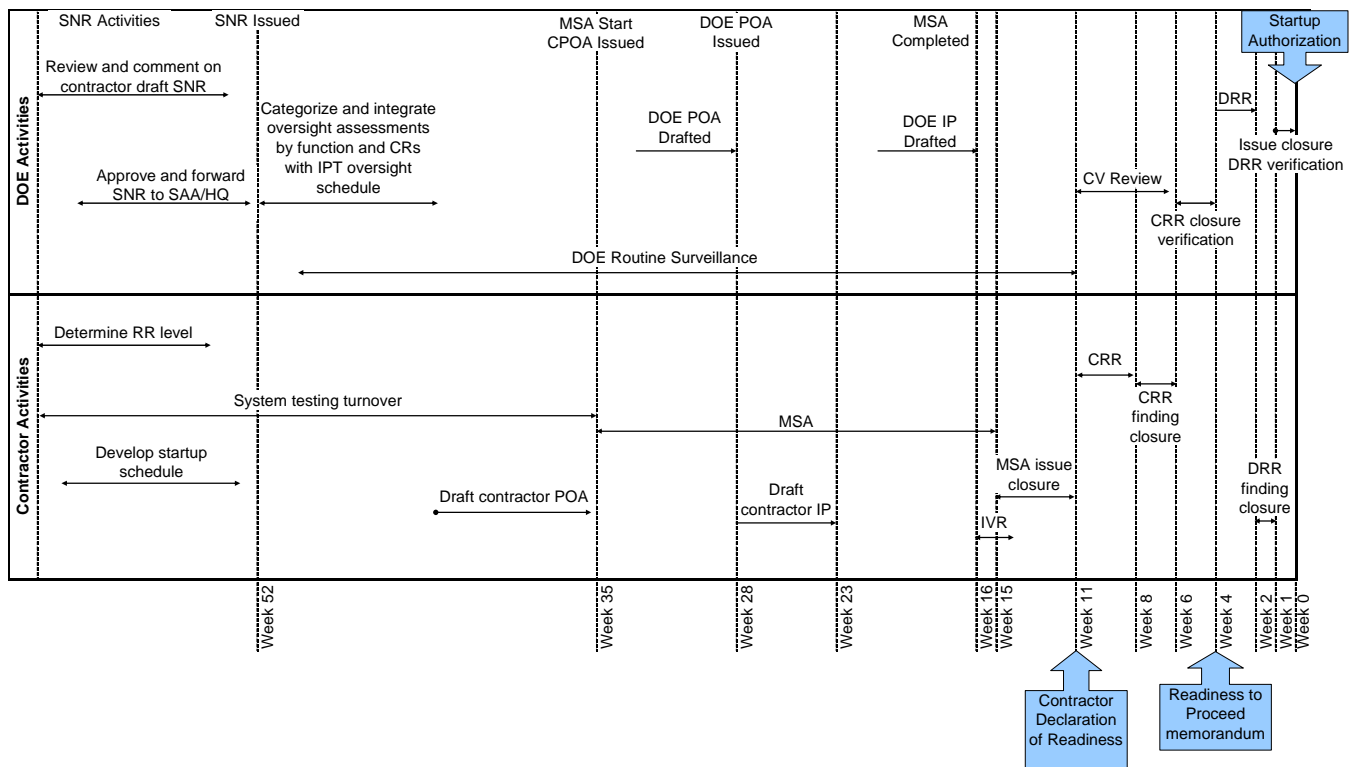 SNR Activities
SNR Issued
MSA Start
CPOA Issued
DOE POA
Issued
MSA
Completed
Startup
Authorization
DOE Activities
Review and comment on
contractor draft SNR
Approve and forward
SNR to SAA/HQ
Categorize and integrate
oversight assessments
by function and CRs
with IPT oversight
schedule
DOE POA
Drafted
DOE IP
Drafted
DRR
Issue closure
DRR verification
CV Review
CRR closure
verification
DOE Routine Surveillance
Contractor Activities
Determine RR level
System testing turnover
Develop startup
schedule
Draft contractor POA
MSA
Draft
contractor IP
IVR
MSA issue
closure
CRR
CRR
finding
closure
DRR
finding
closure
Week 52
Week 35
Week 28
Week 23
Week 16
Week 15
Week 11
Week 8
Week 6
Week 4
Week 2
Week 1
Week 0
Contractor
Declaration
of Readiness
Readiness to
Proceed
memorandum